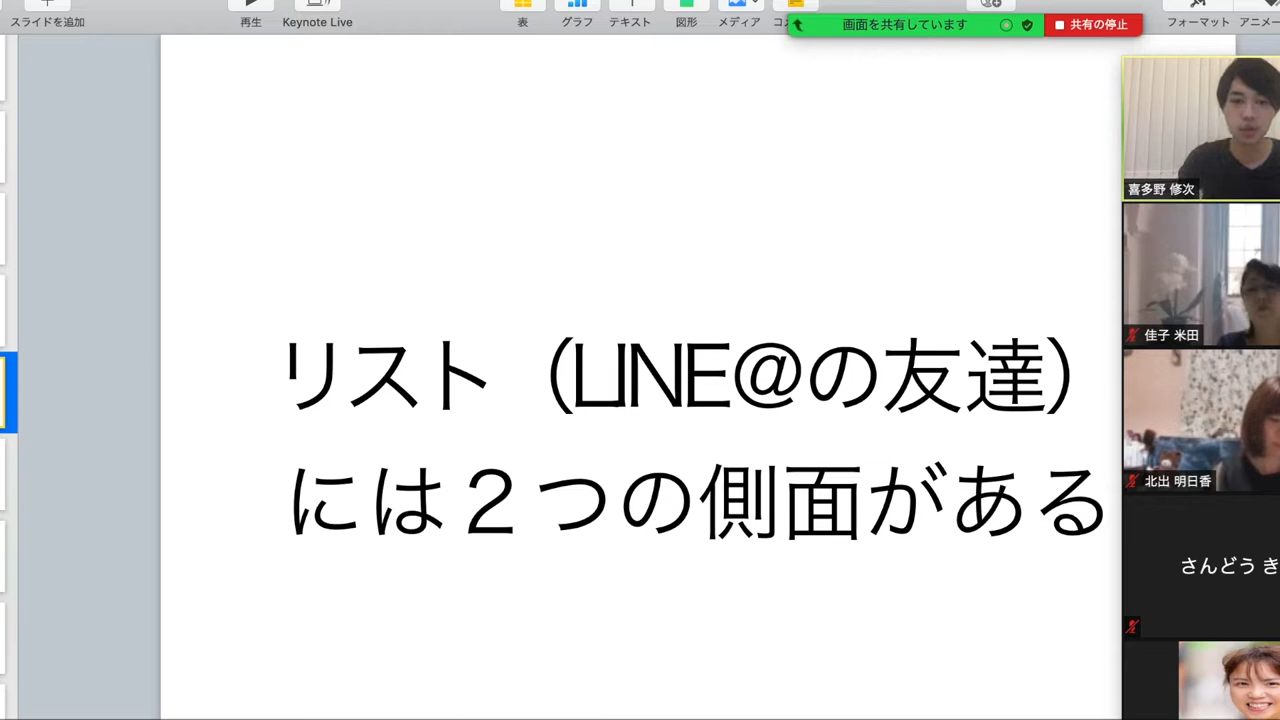 スライドを追加
再生
Keynote Live
表
グラフ
テキスト
図形
メディア
画面を共有しています
共有の停止
フォーマット
リスト（LINE@の友達）
には２つの側面がある
喜多野 修次
佳子 米田
北出 明日香
さんどう き